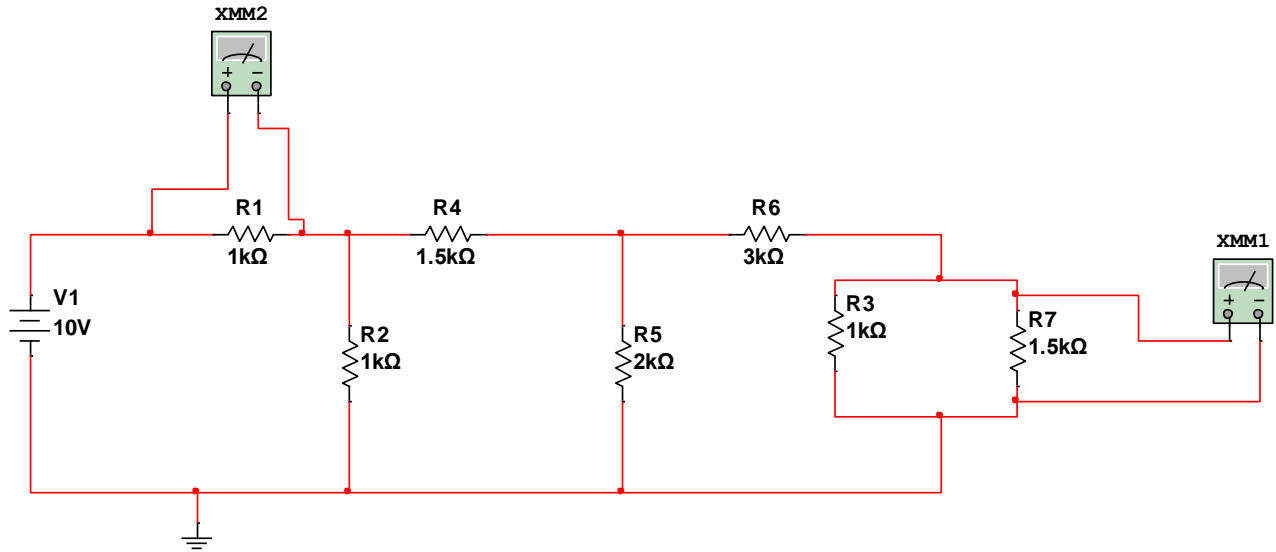 XMM2
+ −
R1
1kΩ
R4
1.5kΩ
R6
3kΩ
XMM1
+ −
V1
10V
R2
1kΩ
R5
2kΩ
R3
1kΩ
R7
1.5kΩ